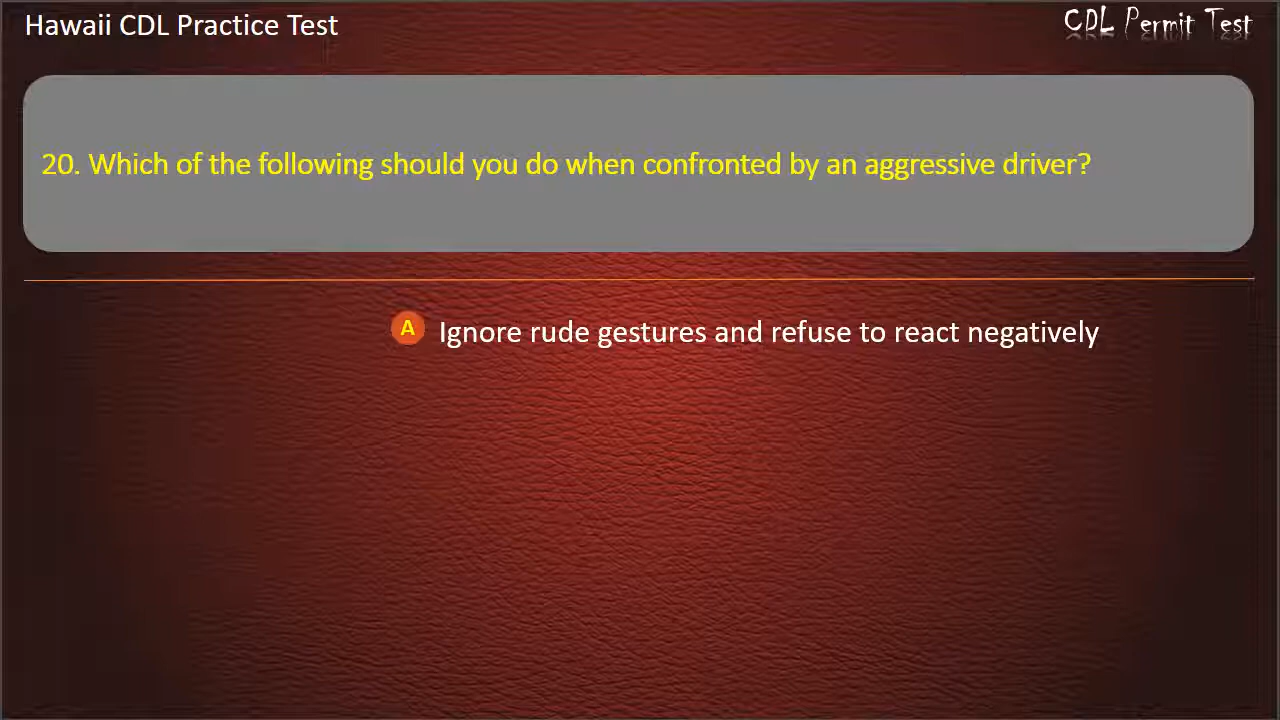 Hawaii CDL Practice Test
CDL Permit Test
20. Which of the following should you do when confronted by an aggressive driver?
A Ignore rude gestures and refuse to react negatively